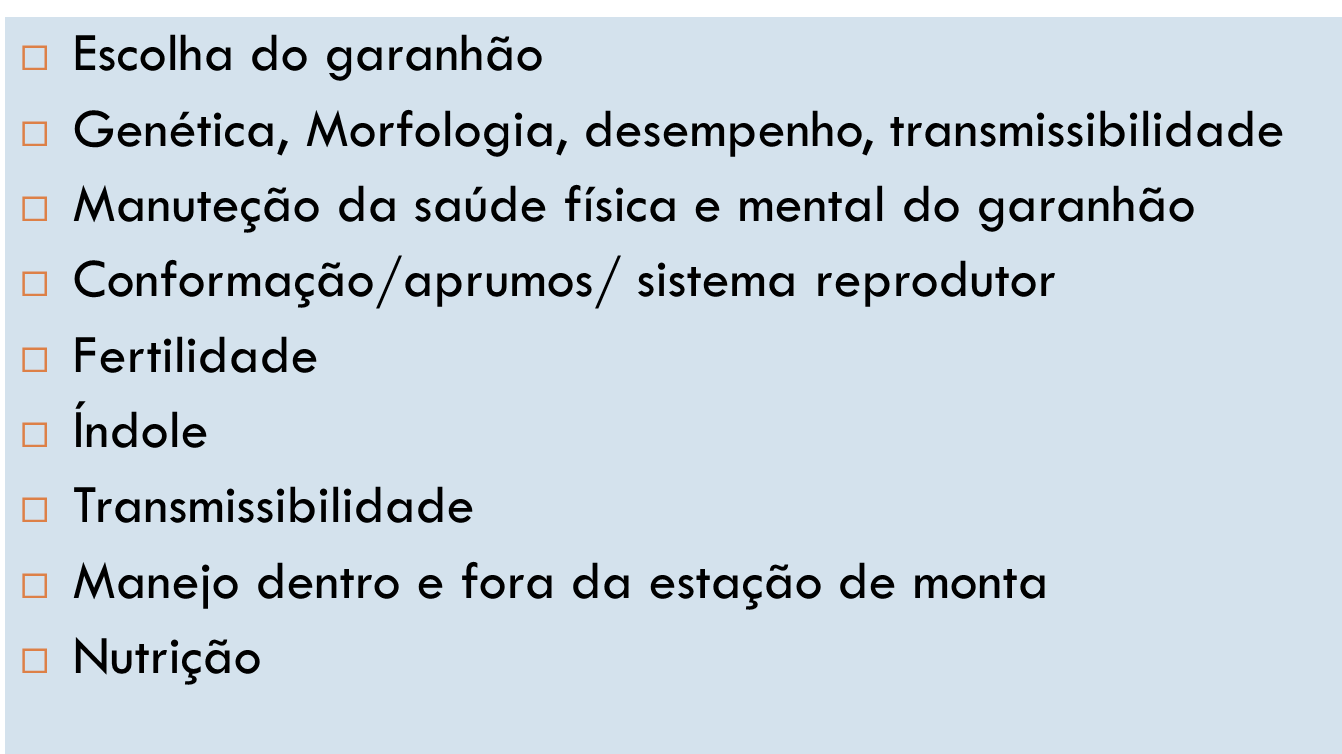 Escolha do garanhão
Genética, Morfologia, desempenho, transmissibilidade
Manuteção da saúde física e mental do garanhão
Conformação/aprumos/ sistema reprodutor
Fertilidade
Índole
Transmissibilidade
Manejo dentro e fora da estação de monta
Nutrição